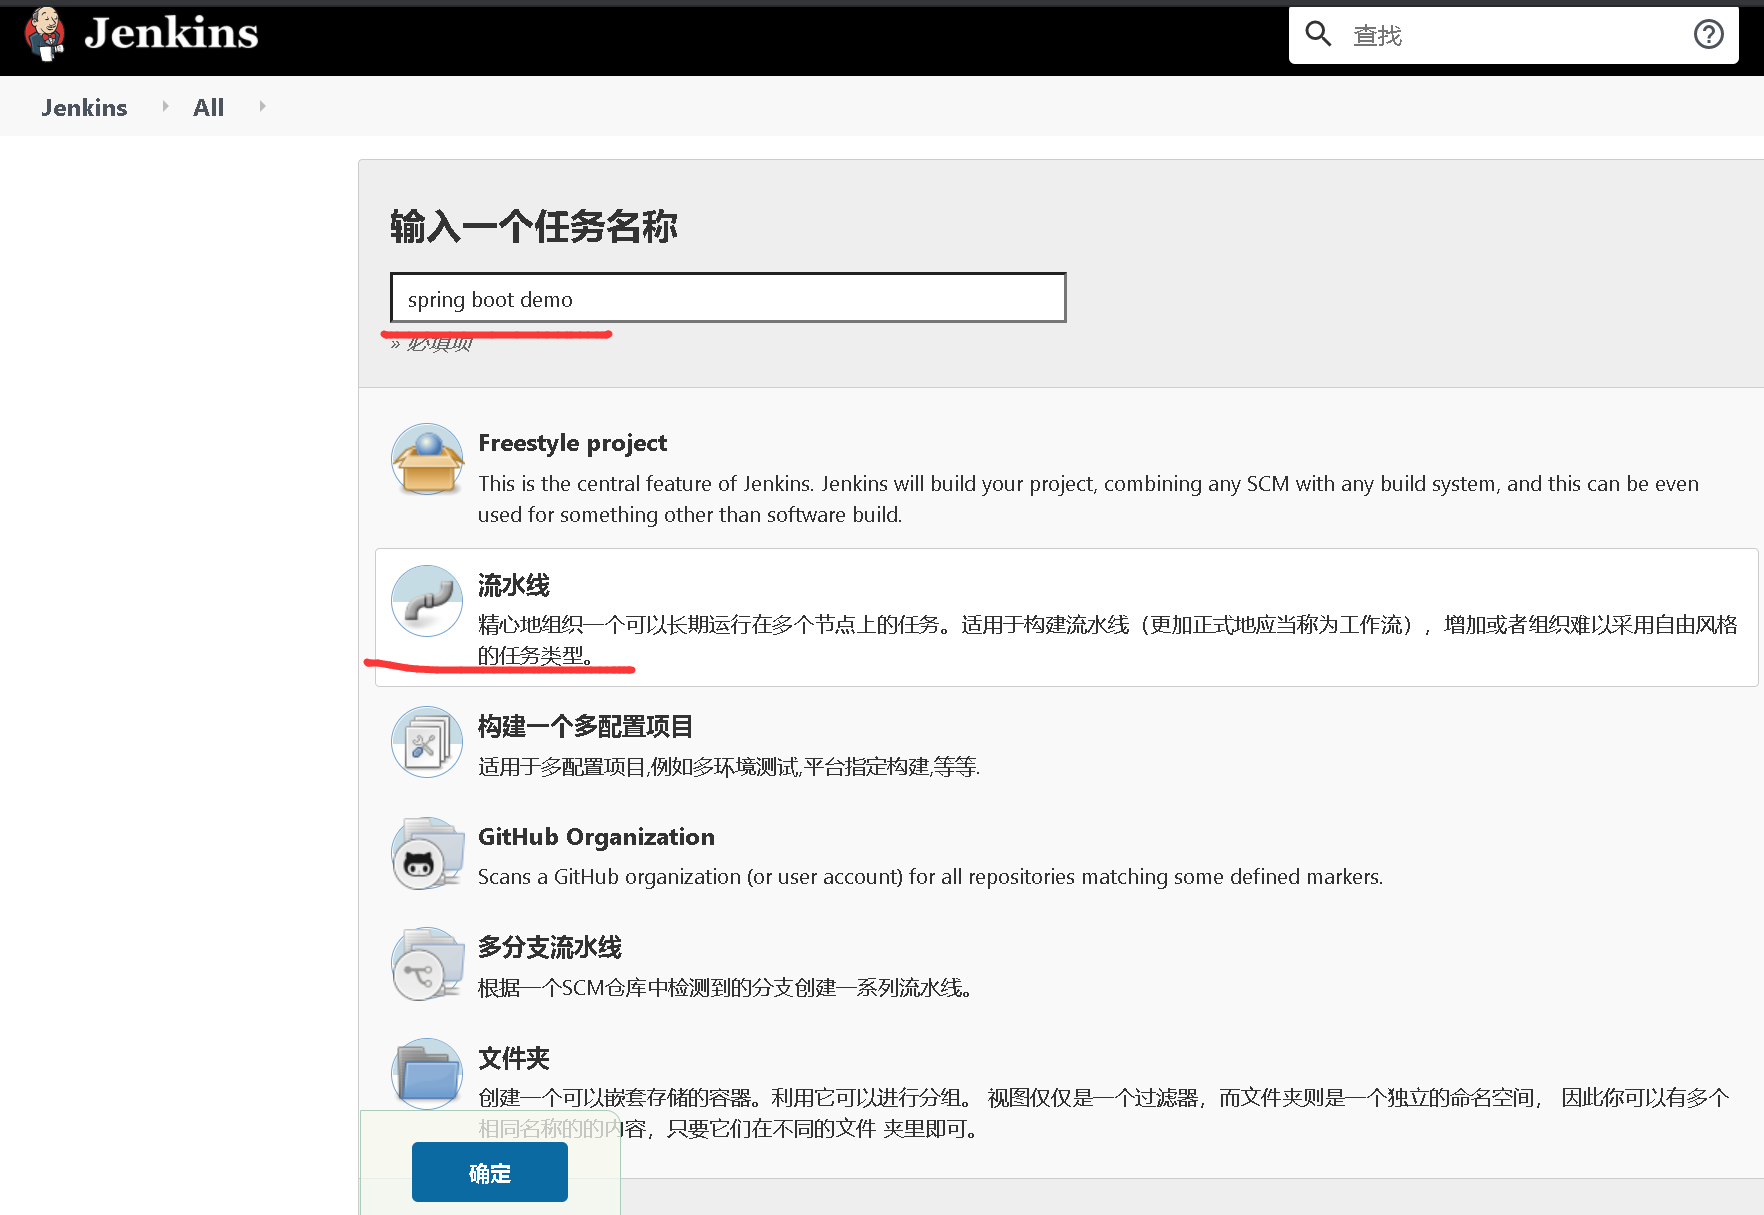 Jenkins
查找
Jenkins All
输入一个任务名称
spring boot demo
» 必填项
Freestyle project
This is the central feature of Jenkins. Jenkins will build your project, combining any SCM with any build system, and this can be even
used for something other than software build.
流水线
精心地组织一个可以长期运行在多个节点上的任务。适用于构建流水线（更加正式地应当称为工作流），增加或者组织难以采用自由风格
的任务类型。
构建一个多配置项目
适用于多配置项目,例如多环境测试,平台指定构建,等等.
GitHub Organization
Scans a GitHub organization (or user account) for all repositories matching some defined markers.
多分支流水线
根据一个SCM仓库中检测到的分支创建一系列流水线。
文件夹
创建一个可以嵌套存储的容器。利用它可以进行分组。 视图仅仅是一个过滤器，而文件夹则是一个独立的命名空间， 因此你可以有多个
相同名称的的内容，只要它们在不同的文件 夹里即可。
确定